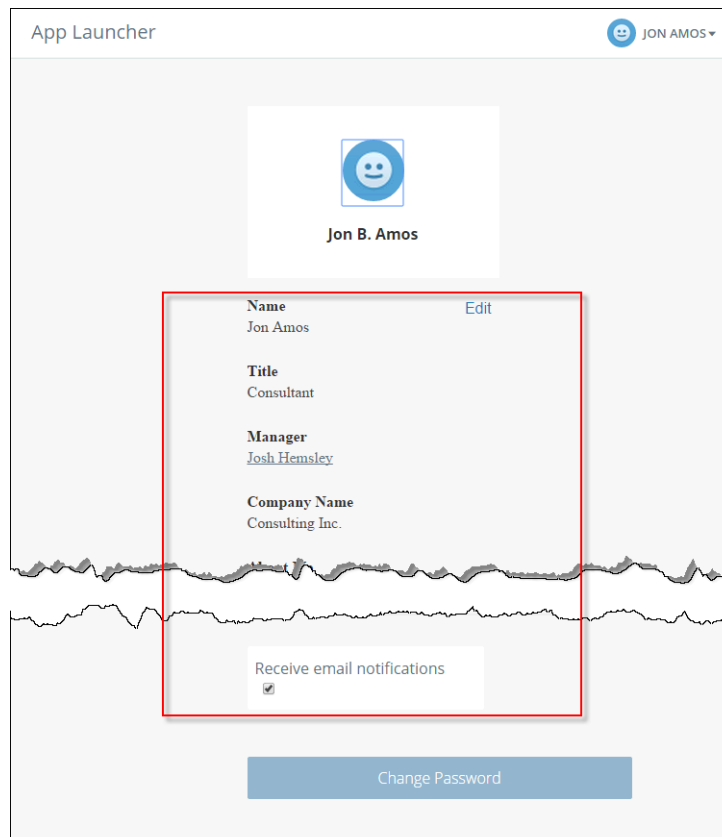 App Launcher
JON AMOS
Jon B. Amos
Name
Edit
Jon Amos
Title
Consultant
Manager
Josh Hemsley
Company Name
Consulting Inc.
Receive email notifications
Change Password